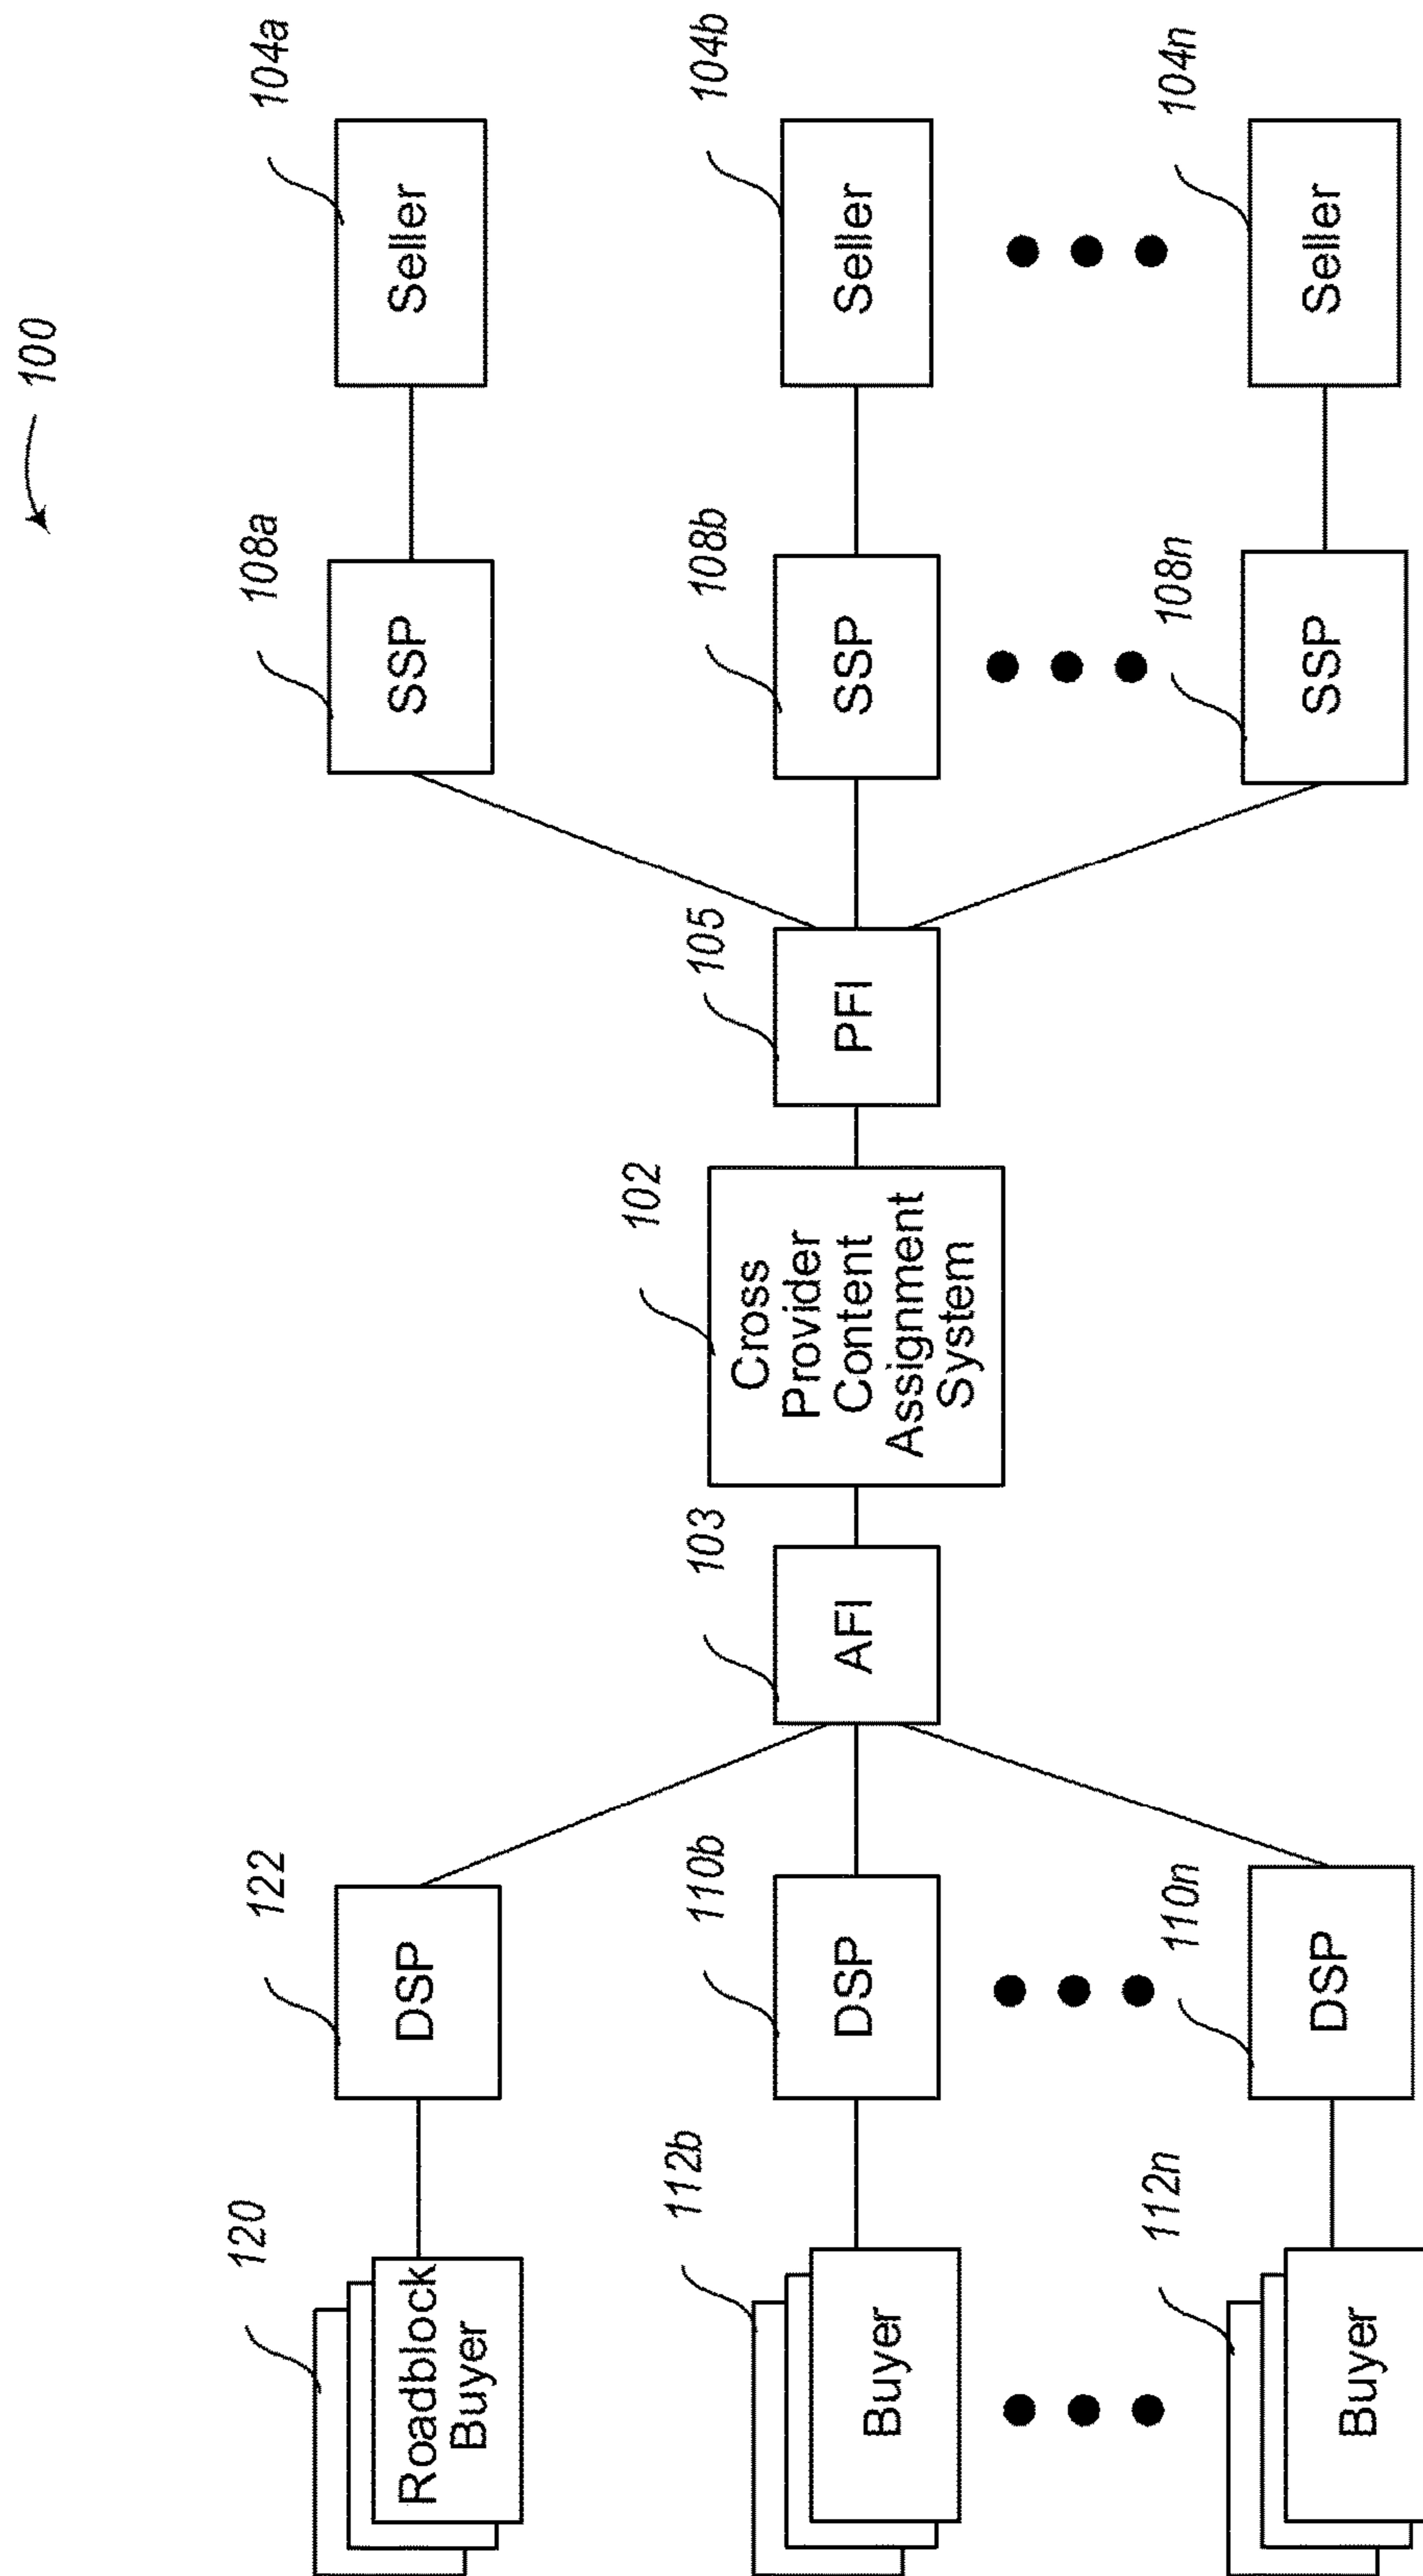 100
120
Roadblock
Buyer
122
DSP
108a
SSP
104a
Seller
112b
Buyer
110b
DSP
103
AFI
102
Cross
Provider
Content
Assignment
System
105
PFI
108b
SSP
104b
Seller
112n
Buyer
110n
DSP
108n
SSP
104n
Seller